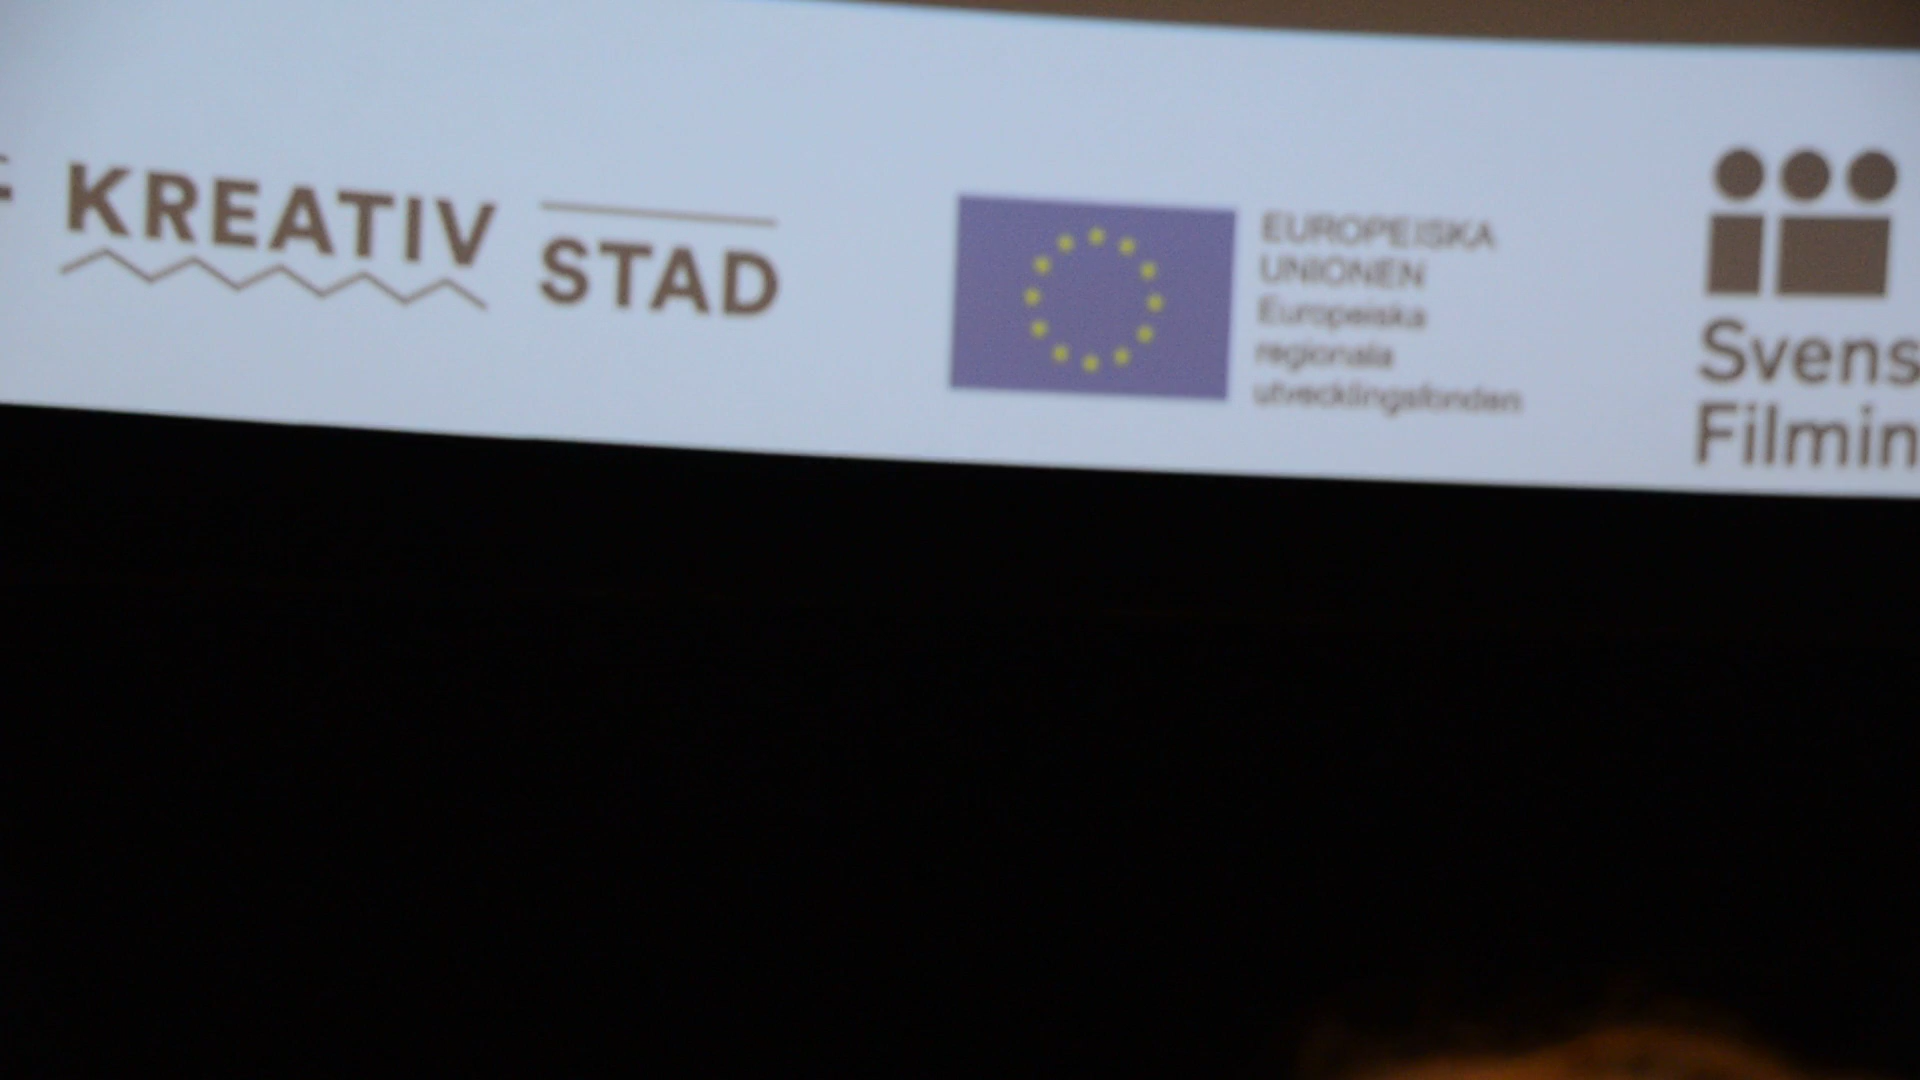 KREATIV STAD
EUROPEISKA
UNIONEN
Europeiska
regionala
utvecklingsfonden
Svens
Filmin